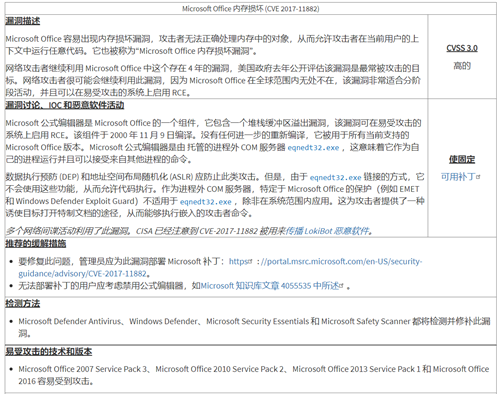 Microsoft Office 内存损坏 (CVE 2017-11882)
漏洞描述
Microsoft Office 容易出现内存损坏漏洞，攻击者无法正确处理内存中的对象，从而允许攻击者在当前用户的上
下文中运行任意代码。它也被称为“Microsoft Office 内存损坏漏洞”。
网络攻击者继续利用 Microsoft Office 中这个存在 4 年的漏洞，美国政府去年公开评估该漏洞是最常被攻击的目
标。网络攻击者很可能会继续利用此漏洞，因为 Microsoft Office 在全球范围内无处不在，该漏洞非常适合分阶
段活动，并且可以在易受攻击的系统上启用 RCE。
CVSS 3.0
高的
漏洞讨论、IOC 和恶意软件活动
Microsoft 公式编辑器是 Microsoft Office 的一个组件，它包含一个堆栈缓冲区溢出漏洞，该漏洞可在易受攻击的
系统上启用 RCE。该组件于 2000 年 11 月 9 日编译。没有任何进一步的重新编译，它被用于所有当前支持的
Microsoft Office 版本。Microsoft 公式编辑器是由 托管的进程外 COM 服务器 eqnedt32.exe ，这意味着它作为自
己的进程运行并且可以接受来自其他进程的命令。
数据执行预防 (DEP) 和地址空间布局随机化 (ASLR) 应防止此类攻击。但是，由于 eqnedt32.exe 链接的方式，它
不会使用这些功能，从而允许代码执行。作为进程外 COM 服务器，特定于 Microsoft Office 的保护（例如 EMET
和 Windows Defender Exploit Guard）不适用于 eqnedt32.exe ，除非在系统范围内应用。这为攻击者提供了一种
诱使目标打开特制文档的途径，从而能够执行嵌入的攻击者命令。
多个网络间谍活动利用了此漏洞。CISA 已经注意到 CVE-2017-11882 被用来传播 LokiBot 恶意软件。
使固定
可用补丁
推荐的缓解措施
• 要修复此问题，管理员应为此漏洞部署 Microsoft 补丁：https ：//portal.msrc.microsoft.com/en-US/security-
guidance/advisory/CVE-2017-11882。
• 无法部署补丁的用户应考虑禁用公式编辑器，如Microsoft 知识库文章 4055535 中所述 。
检测方法
• Microsoft Defender Antivirus、Windows Defender、Microsoft Security Essentials 和 Microsoft Safety Scanner 都将检测并修补此漏
洞。
易受攻击的技术和版本
• Microsoft Office 2007 Service Pack 3、Microsoft Office 2010 Service Pack 2、Microsoft Office 2013 Service Pack 1 和 Microsoft Office
2016 容易受到攻击。